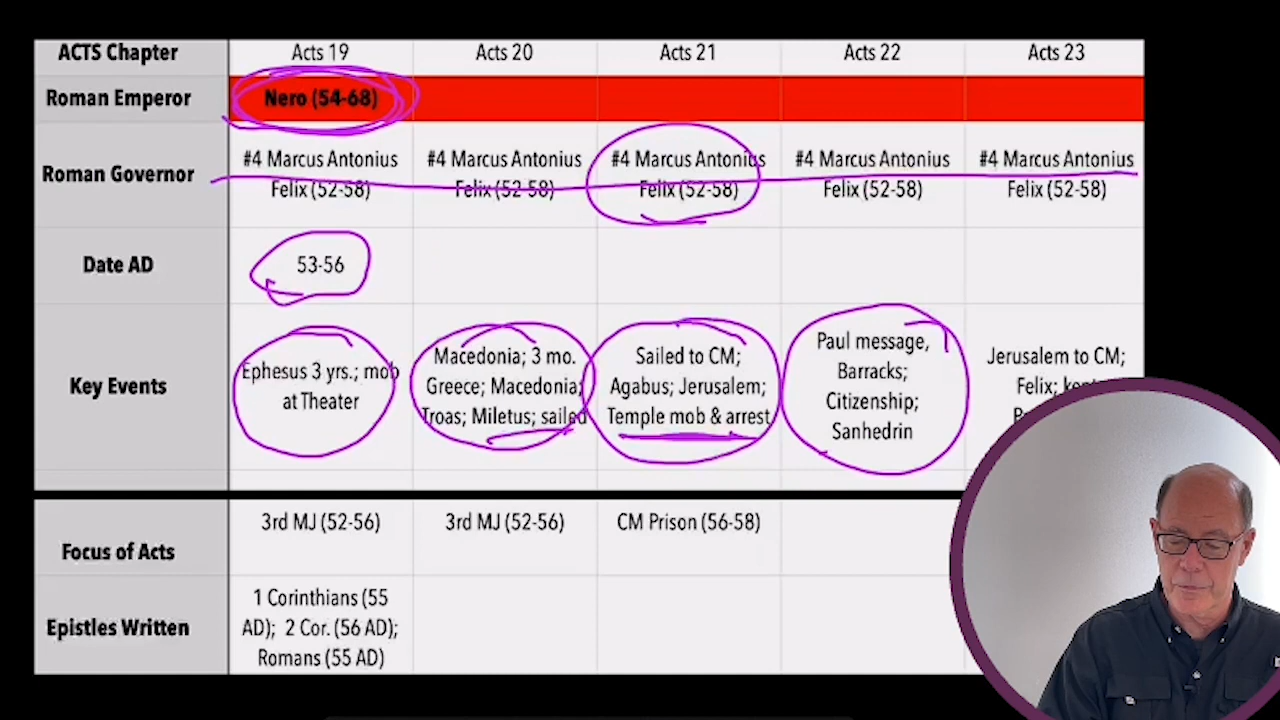 ACTS Chapter Acts 19 Acts 20 Acts 21 Acts 22 Acts 23
Roman Emperor Nero (54-68)
Roman Governor
#4 Marcus Antonius
Felix (52-58)
#4 Marcus Antonius
Felix (52-58)
#4 Marcus Antonius
Felix (52-58)
#4 Marcus Antonius
Felix (52-58)
#4 Marcus Antonius
Felix (52-58)
Date AD 53-56
Key Events
Ephesus 3 yrs.; mob
at Theater
Macedonia; 3 mo.
Greece; Macedonia;
Troas; Miletus; sailed
Sailed to CM;
Agabus; Jerusalem;
Temple mob & arrest
Paul message,
Barracks;
Citizenship;
Sanhedrin
Jerusalem to CM;
Felix;
Focus of Acts 3rd MJ (52-56) 3rd MJ (52-56) CM Prison (56-58)
Epistles Written
1 Corinthians (55
AD); 2 Cor. (56 AD);
Romans (55 AD)